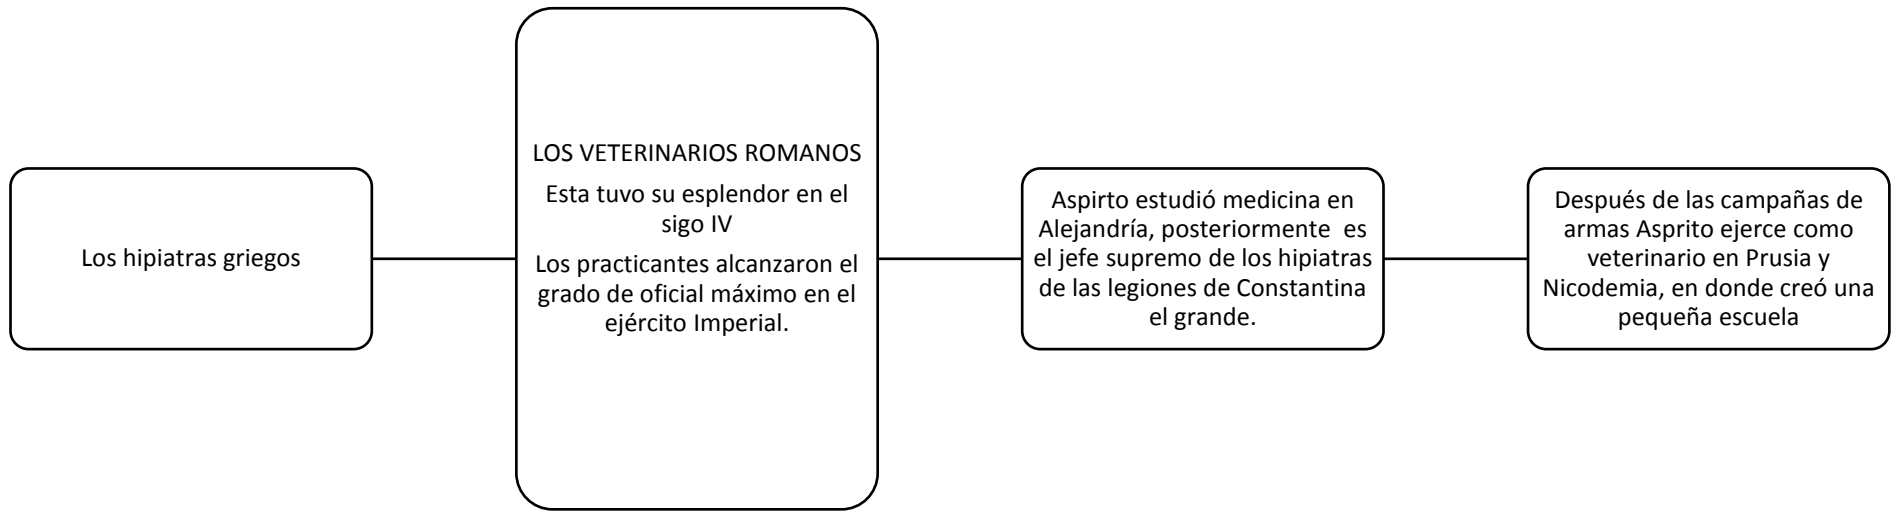 Los hipiatras griegos
LOS VETERINARIOS ROMANOS
Esta tuvo su esplendor en el
sigo IV
Los practicantes alcanzaron el
grado de oficial máximo en el
ejército Imperial.
Aspirto estudió medicina en
Alejandría, posteriormente es
el jefe supremo de los hipiatras
de las legiones de Constantina
el grande.
Después de las campañas de
armas Asprito ejerce como
veterinario en Prusia y
Nicodemia, en donde creó una
pequeña escuela